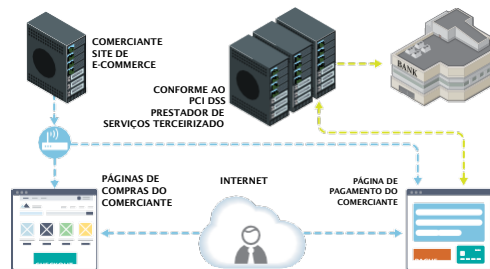 COMERCIANTE
SITE DE
E-COMMERCE
CONFORME AO
PCI DSS
PRESTADOR DE
SERVIÇOS TERCEIRIZADO
BANK
PÁGINAS DE
COMPRAS DO
COMERCIANTE
INTERNET
PÁGINA DE
PAGAMENTO DO
COMERCIANTE